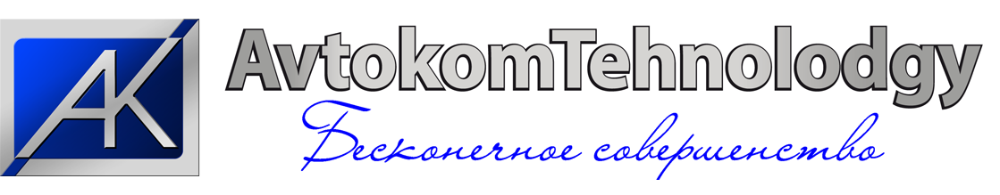 AK
AvtokomTehnolodgy
Бесконечное совершенство